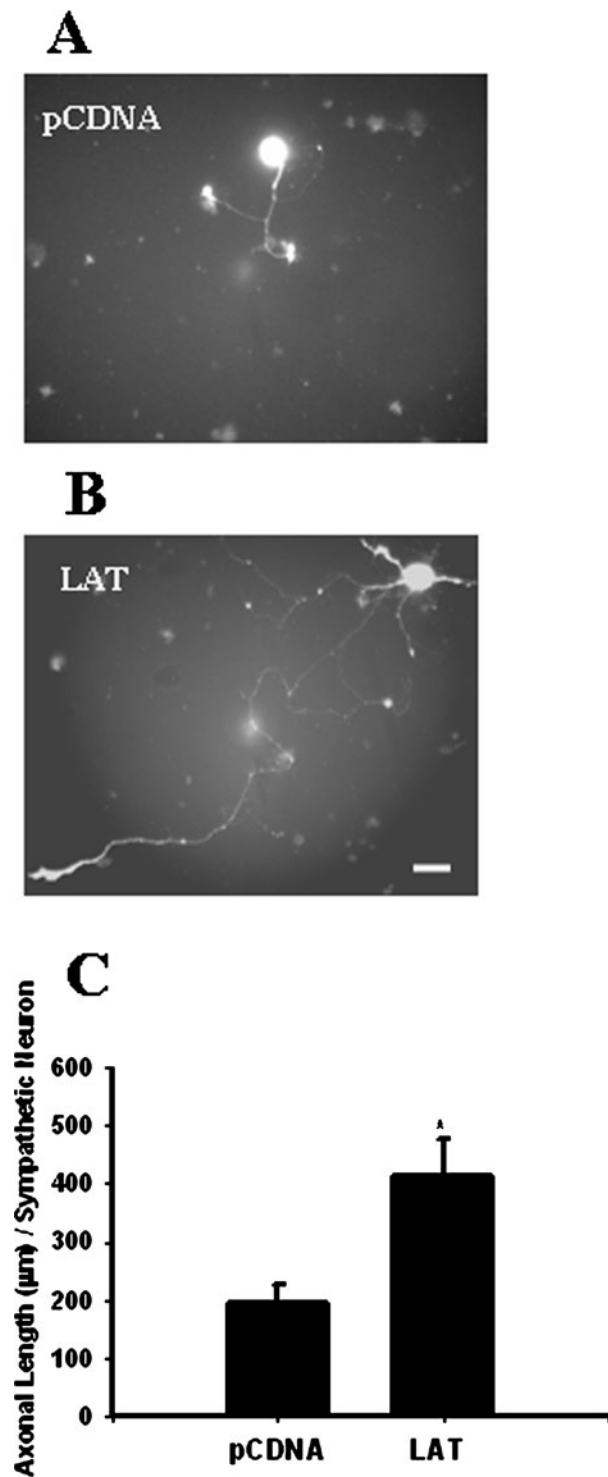 A
pCDNA
B
LAT
C
Axonal Length (µm) / Sympathetic Neuron
600
500
400
300
200
100
0
*
pCDNA
LAT